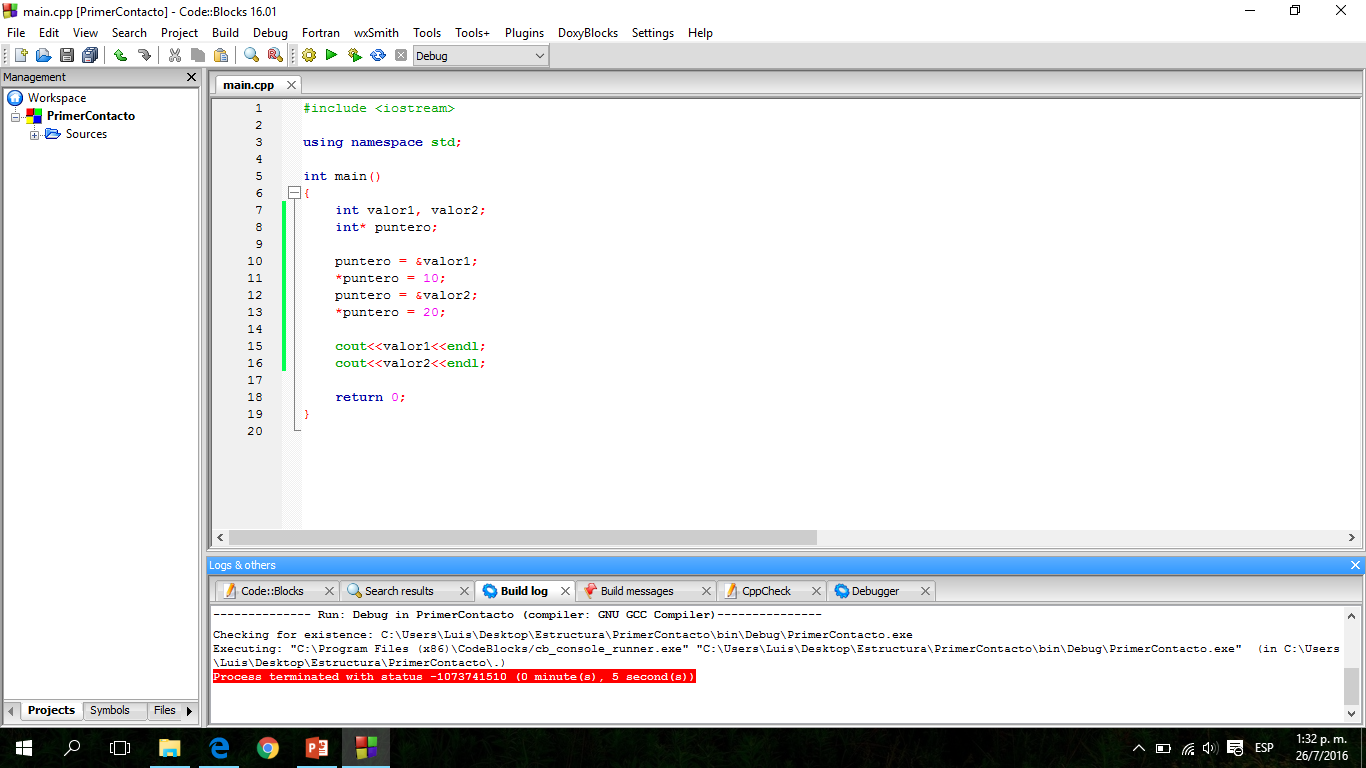 main.cpp [PrimerContacto] - Code::Blocks 16.01
File Edit View Search Project Build Debug Fortran wxSmith Tools Tools+ Plugins DoxyBlocks Settings Help
Debug
Management
main.cpp
Workspace
PrimerContacto
Sources
1 #include <iostream>
2
3 using namespace std;
4
5 int main()
6 {
7 int valor1, valor2;
8 int* puntero;
9
10 puntero = &valor1;
11 *puntero = 10;
12 puntero = &valor2;
13 *puntero = 20;
14
15 cout<<valor1<<endl;
16 cout<<valor2<<endl;
17
18 return 0;
19 }
20
Logs & others
Code::Blocks Search results Build log Build messages CppCheck Debugger
-------------- Run: Debug in PrimerContacto (compiler: GNU GCC Compiler)---------------
Checking for existence: C:\Users\Luis\Desktop\Estructura\PrimerContacto\bin\Debug\PrimerContacto.exe
Executing: "C:\Program Files (x86)\CodeBlocks/cb_console_runner.exe" "C:\Users\Luis\Desktop\Estructura\PrimerContacto\bin\Debug\PrimerContacto.exe" (in C:\Users
\Luis\Desktop\Estructura\PrimerContacto\.)
Process terminated with status -1073741510 (0 minute(s), 5 second(s))
Projects Symbols Files
ESP
1:32 p. m.
26/7/2016